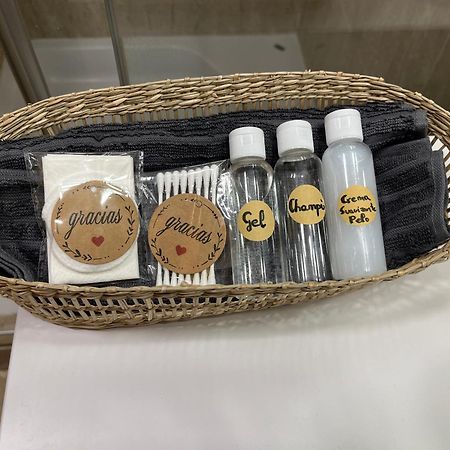 gracias
gracias
Gel
Champú
Crema
Suavizante
Pelo